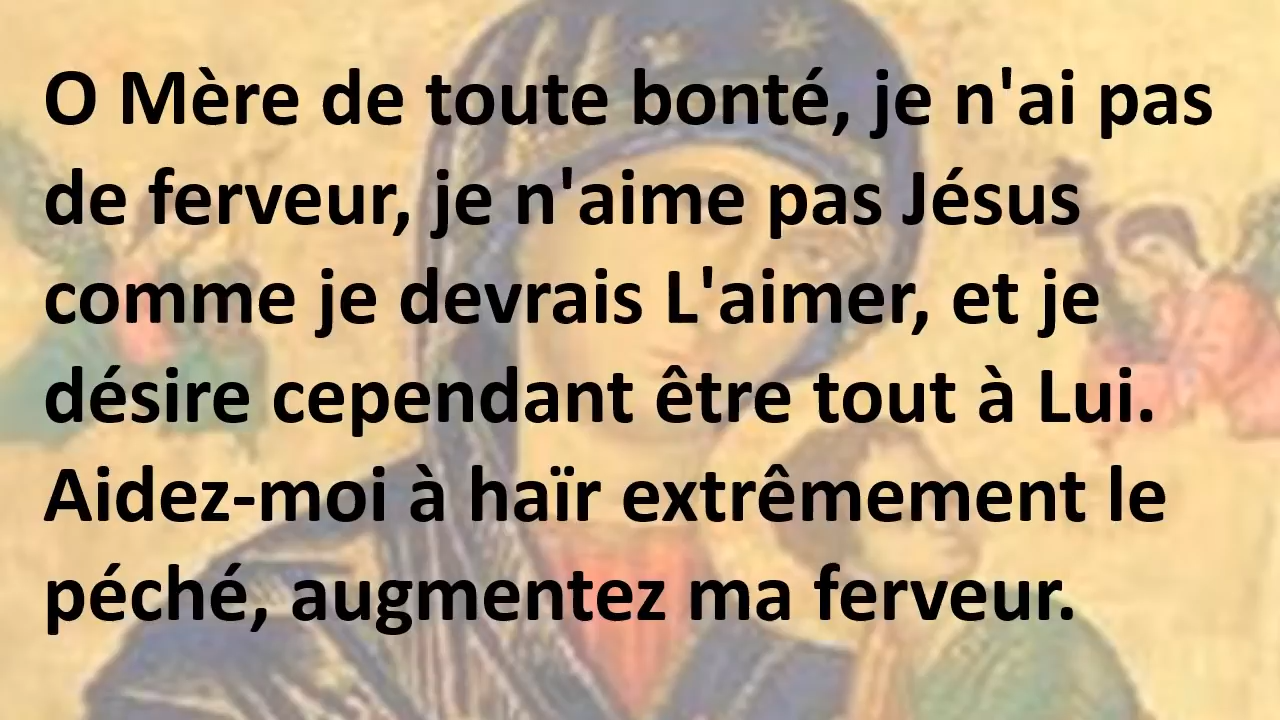 O Mère de toute bonté, je n'ai pas
de ferveur, je n'aime pas Jésus
comme je devrais L'aimer, et je
désire cependant être tout à Lui.
Aidez-moi à haïr extrêmement le
péché, augmentez ma ferveur.